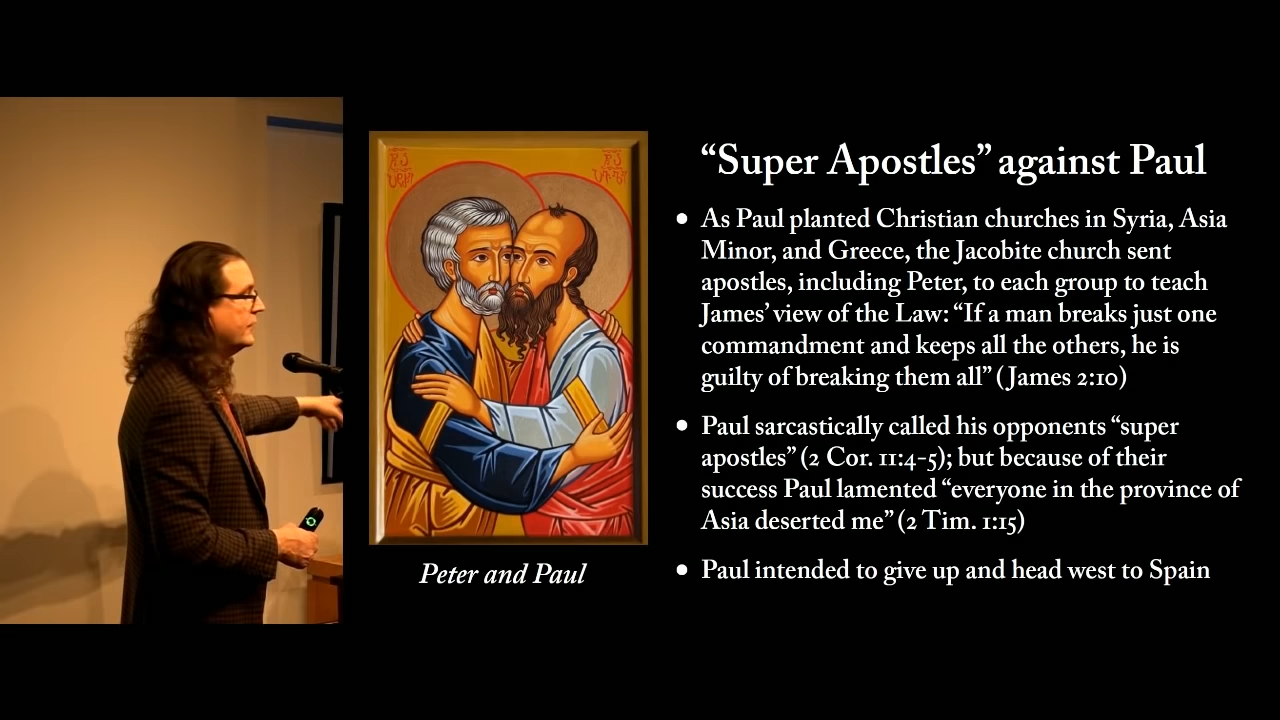 “Super Apostles” against Paul
• As Paul planted Christian churches in Syria, Asia
Minor, and Greece, the Jacobite church sent
apostles, including Peter, to each group to teach
James’ view of the Law: “If a man breaks just one
commandment and keeps all the others, he is
guilty of breaking them all” (James 2:10)
• Paul sarcastically called his opponents “super
apostles” (2 Cor. 11:4-5); but because of their
success Paul lamented “everyone in the province of
Asia deserted me” (2 Tim. 1:15)
• Paul intended to give up and head west to Spain
Peter and Paul